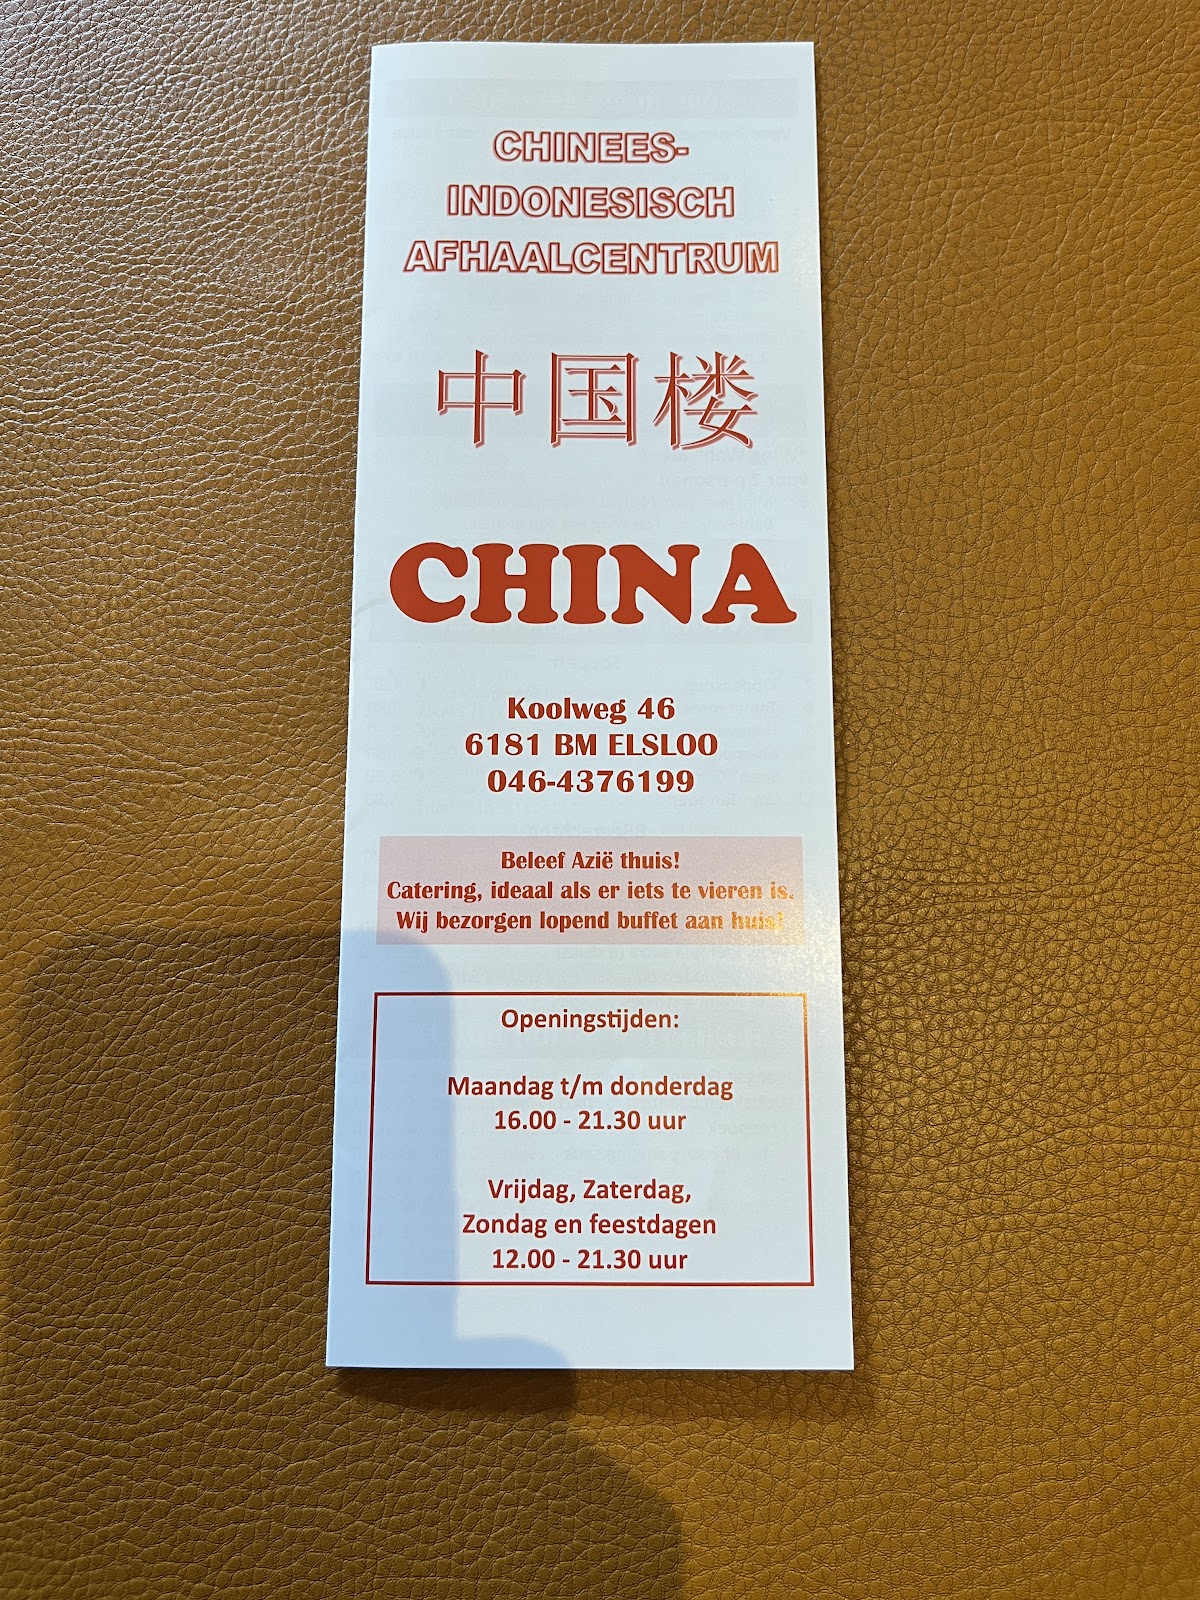 CHINEES-
INDONESISCH
AFHAALCENTRUM
中国楼
CHINA
Koolweg 46
6181 BM ELSLOO
046-4376199
Beleef Azië thuis!
Catering, ideaal als er iets te vieren is.
Wij bezorgen lopend buffet aan huis!
Openingstijden:
Maandag t/m donderdag
16.00 - 21.30 uur
Vrijdag, Zaterdag,
Zondag en feestdagen
12.00 - 21.30 uur